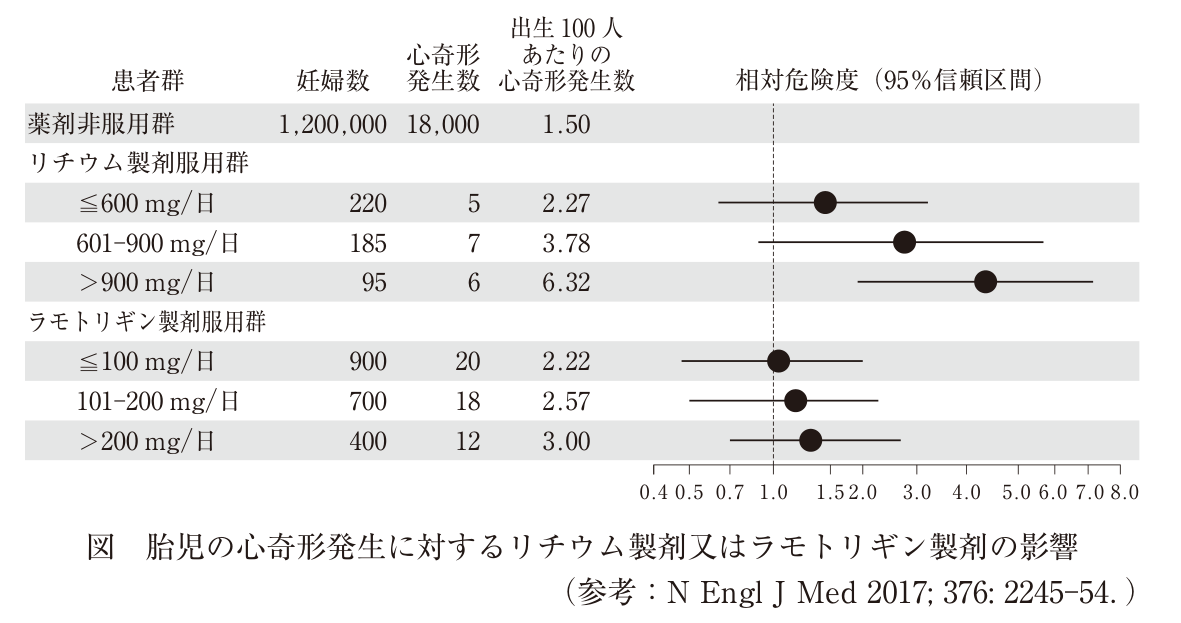 患者群 妊婦数 心奇形発生数 出生100人あたりの心奇形発生数 相対危険度（95％信頼区間）
薬剤非服用群 1,200,000 18,000 1.50
リチウム製剤服用群
≦600 mg/日 220 5 2.27
601-900 mg/日 185 7 3.78
＞900 mg/日 95 6 6.32
ラモトリギン製剤服用群
≦100 mg/日 900 20 2.22
101-200 mg/日 700 18 2.57
＞200 mg/日 400 12 3.00
0.4 0.5 0.7 1.0 1.5 2.0 3.0 4.0 5.0 6.0 7.0 8.0
図　胎児の心奇形発生に対するリチウム製剤又はラモトリギン製剤の影響
（参考：N Engl J Med 2017; 376: 2245-54.）